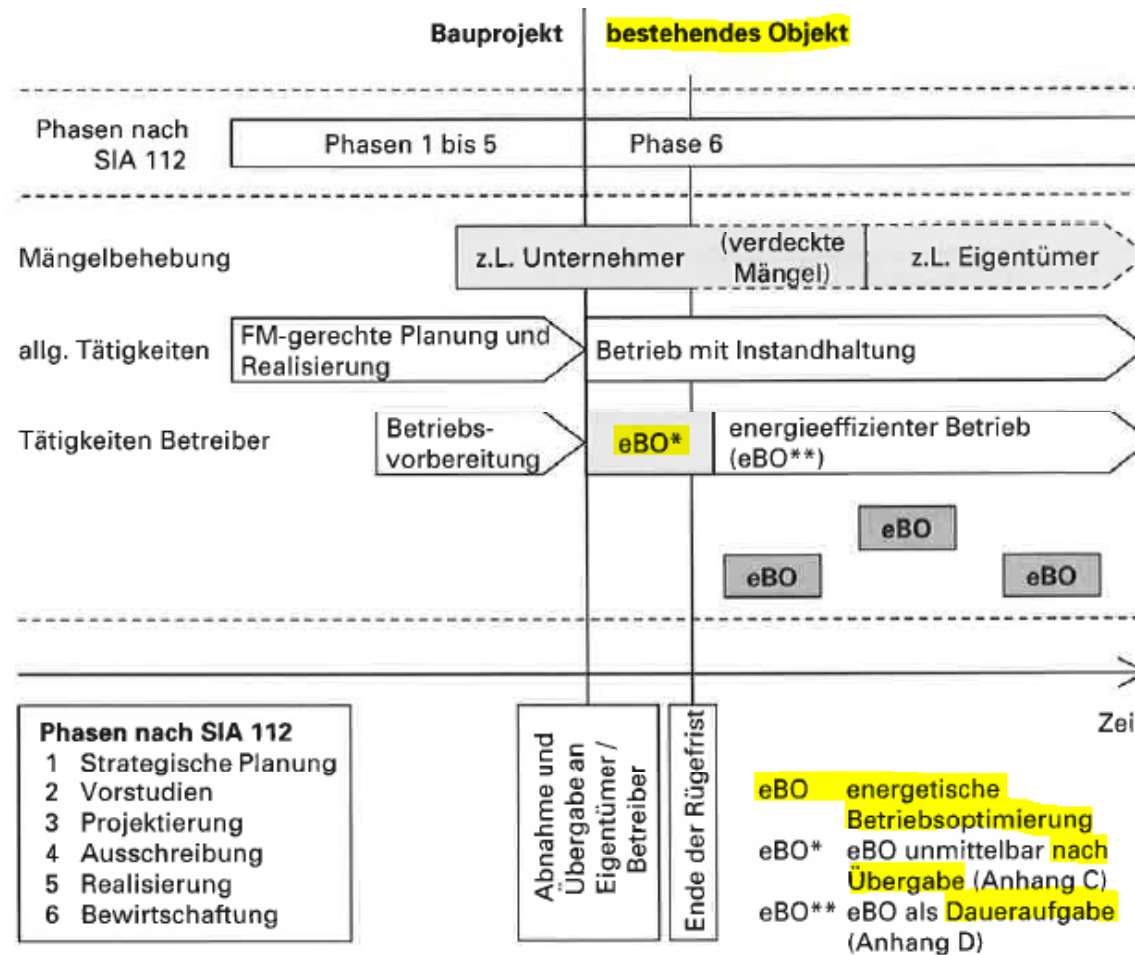 Bauprojekt
bestehendes Objekt
Phasen nach
SIA 112
Phasen 1 bis 5
Phase 6
Mängelbehebung
z.L. Unternehmer
(verdeckte
Mängel)
z.L. Eigentümer
allg. Tätigkeiten
FM-gerechte Planung und
Realisierung
Betrieb mit Instandhaltung
Tätigkeiten Betreiber
Betriebs-
vorbereitung
eBO*
energieeffizienter Betrieb
(eBO**)
eBO
eBO
eBO
Zei
Phasen nach SIA 112
1 Strategische Planung
2 Vorstudien
3 Projektierung
4 Ausschreibung
5 Realisierung
6 Bewirtschaftung
Abnahme und
Übergabe an
Eigentümer /
Betreiber
Ende der Rügefrist
eBO energetische
Betriebsoptimierung
eBO* eBO unmittelbar nach
Übergabe (Anhang C)
eBO** eBO als Daueraufgabe
(Anhang D)